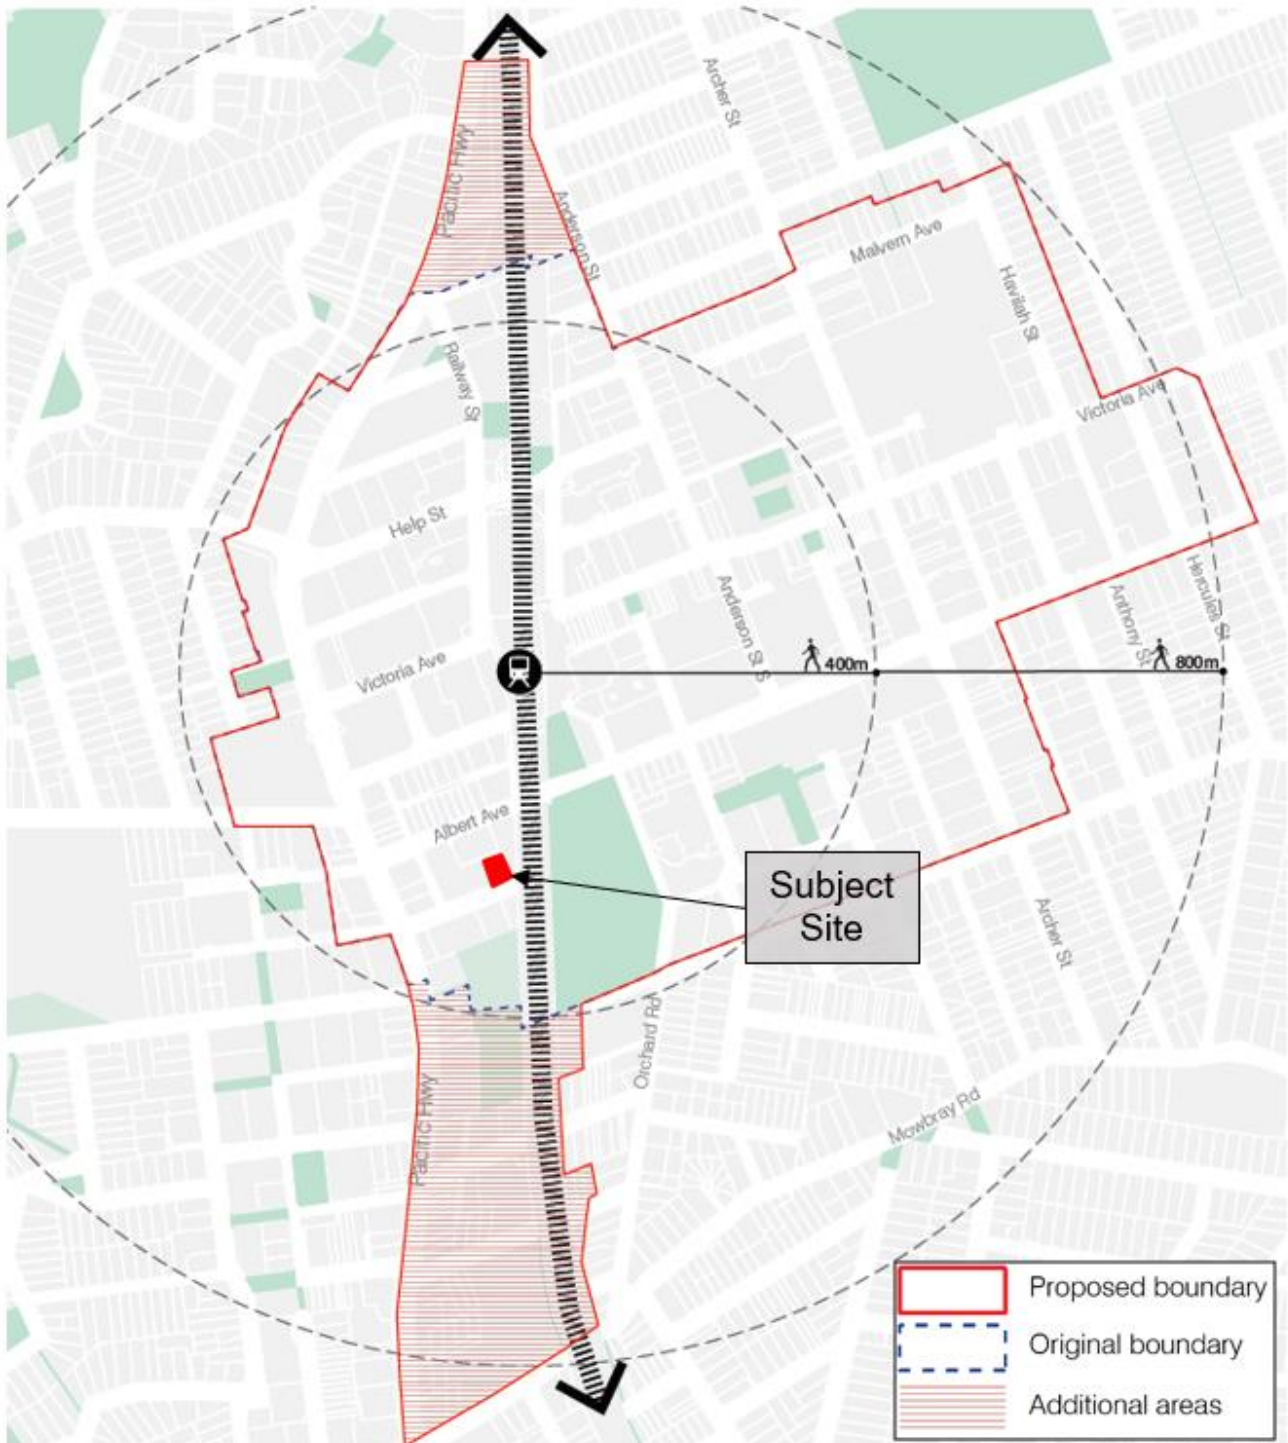 Archer St
Pacific Hwy
Anderson St
Malvern Ave
Havilah St
Railway St
Victoria Ave
Help St
Hercules St
Anthony St
Anderson St S
400m
800m
Victoria Ave
Albert Ave
Subject
Site
Archer St
Orchard Rd
Pacific Hwy
Mowbray Rd
Proposed boundary
Original boundary
Additional areas